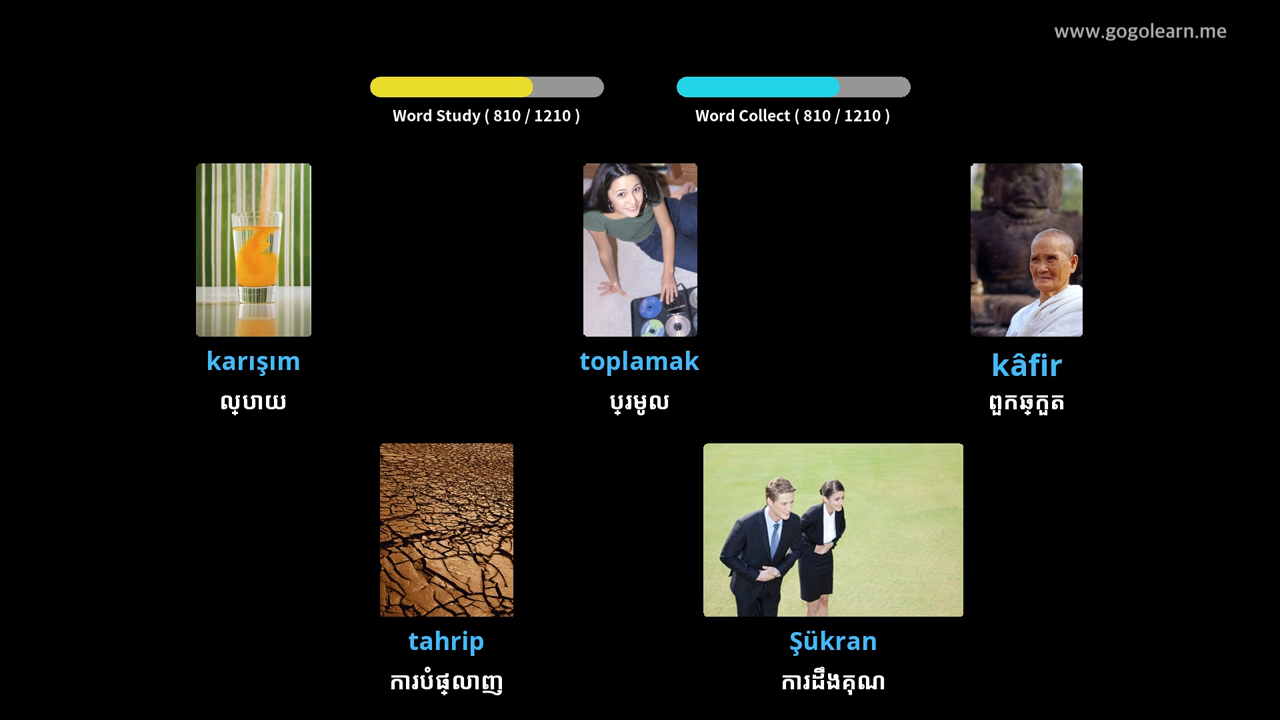 www.gogolearn.me
Word Study ( 810 / 1210 )
Word Collect ( 810 / 1210 )
karışım
ល្បាយ
toplamak
ប្រមូល
kâfir
ពួកឆ្កួត
tahrip
ការបំផ្លាញ
Şükran
ការដឹងគុណ